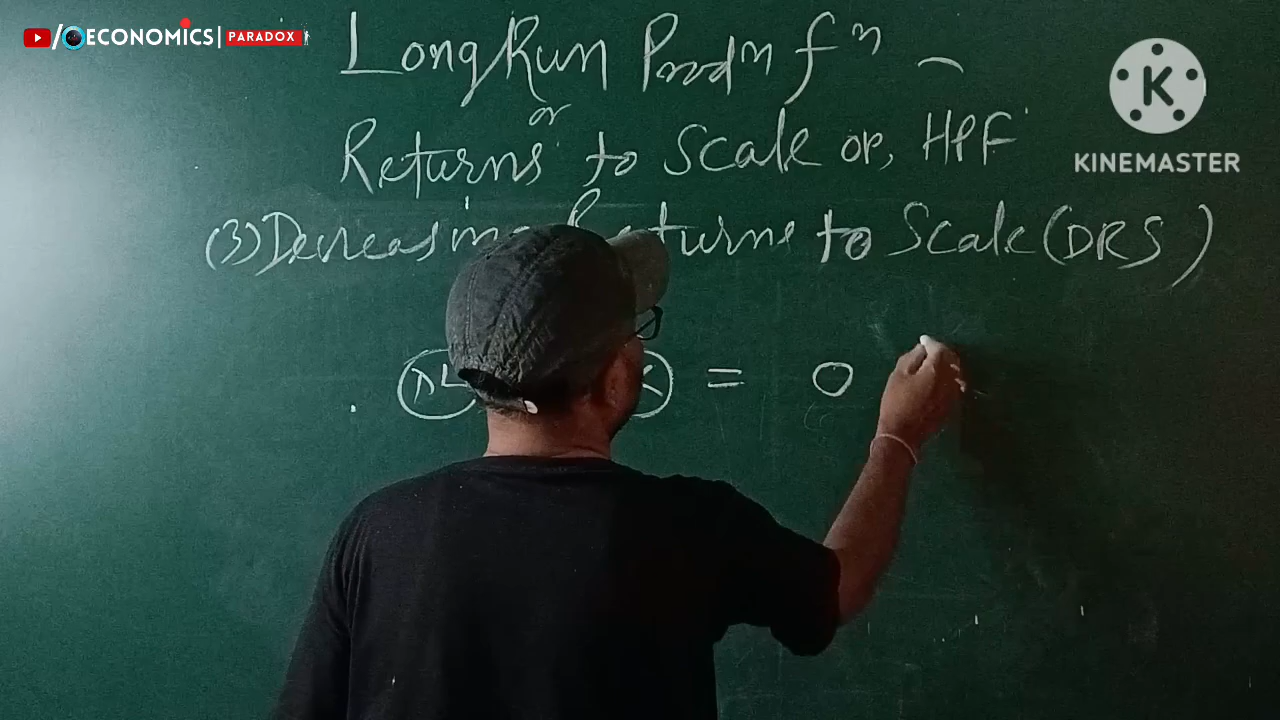 /ECONOMICS| PARADOX
Long Run Prodⁿ fⁿ
or
Returns to Scale or, HPF
KINEMASTER
K
(3) Decreasing Returns to Scale (DRS)
= 0